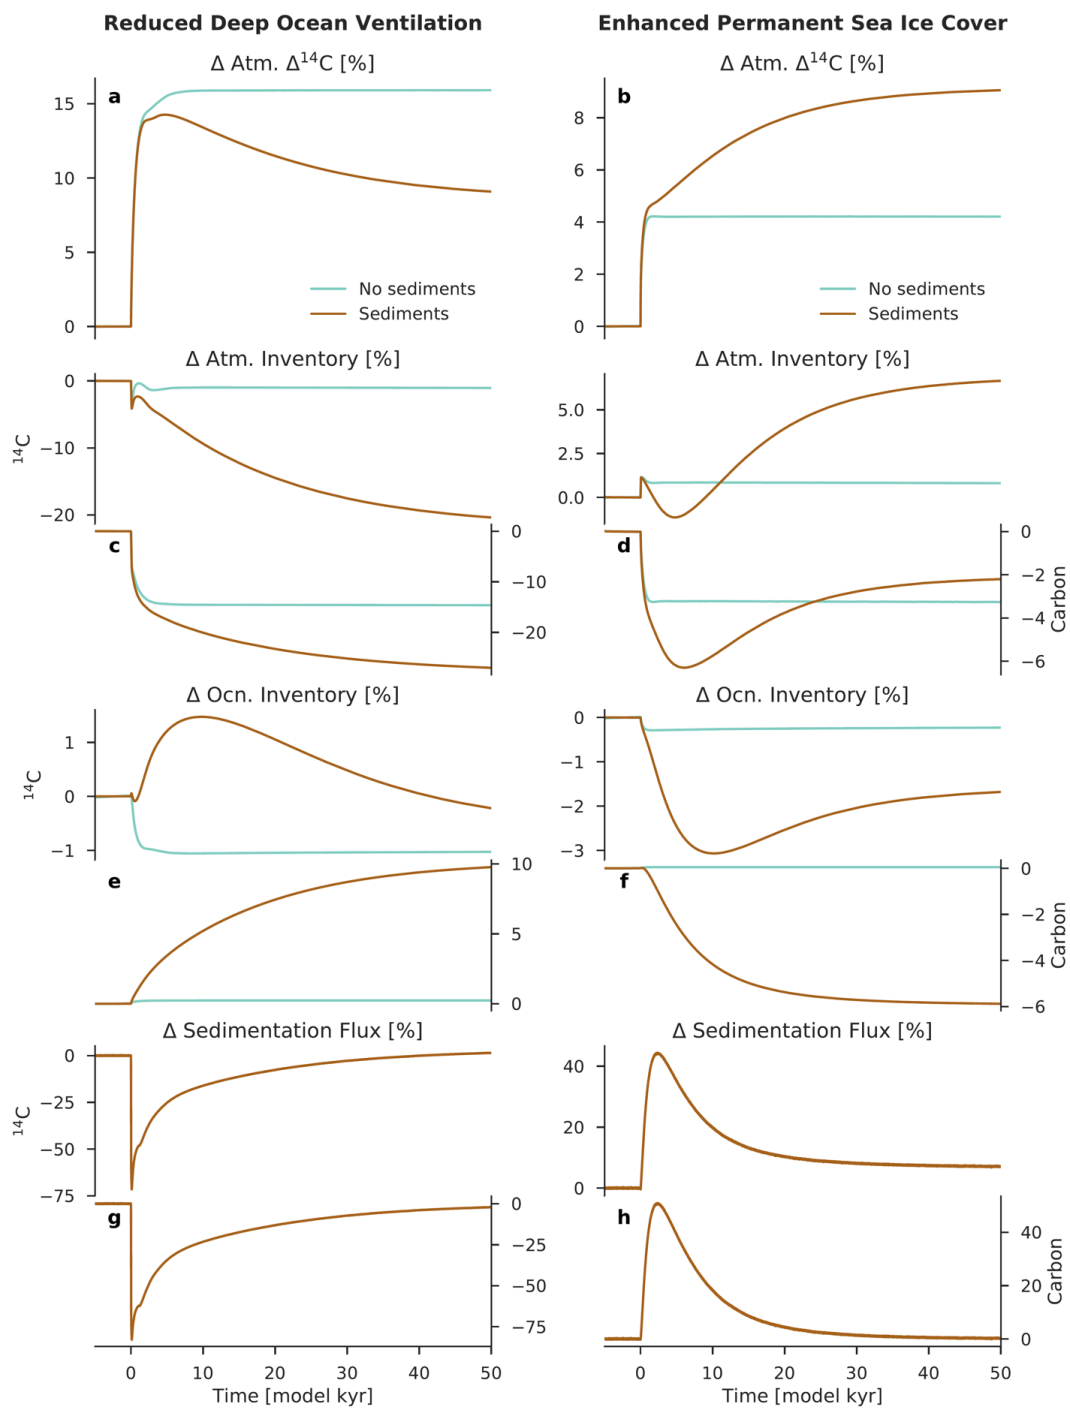 Reduced Deep Ocean Ventilation
Enhanced Permanent Sea Ice Cover
Δ Atm. Δ¹⁴C [%]
Δ Atm. Δ¹⁴C [%]
a
b
15
10
5
0
8
6
4
2
0
No sediments
Sediments
No sediments
Sediments
Δ Atm. Inventory [%]
Δ Atm. Inventory [%]
¹⁴C
0
−10
−20
5.0
2.5
0.0
c
d
0
−10
−20
0
−2
−4
−6
Carbon
Δ Ocn. Inventory [%]
Δ Ocn. Inventory [%]
¹⁴C
1
0
−1
0
−1
−2
−3
e
f
10
5
0
0
−2
−4
−6
Carbon
Δ Sedimentation Flux [%]
Δ Sedimentation Flux [%]
¹⁴C
0
−25
−50
−75
40
20
0
g
h
0
−25
−50
−75
40
20
0
Carbon
0 10 20 30 40 50
0 10 20 30 40 50
Time [model kyr]
Time [model kyr]